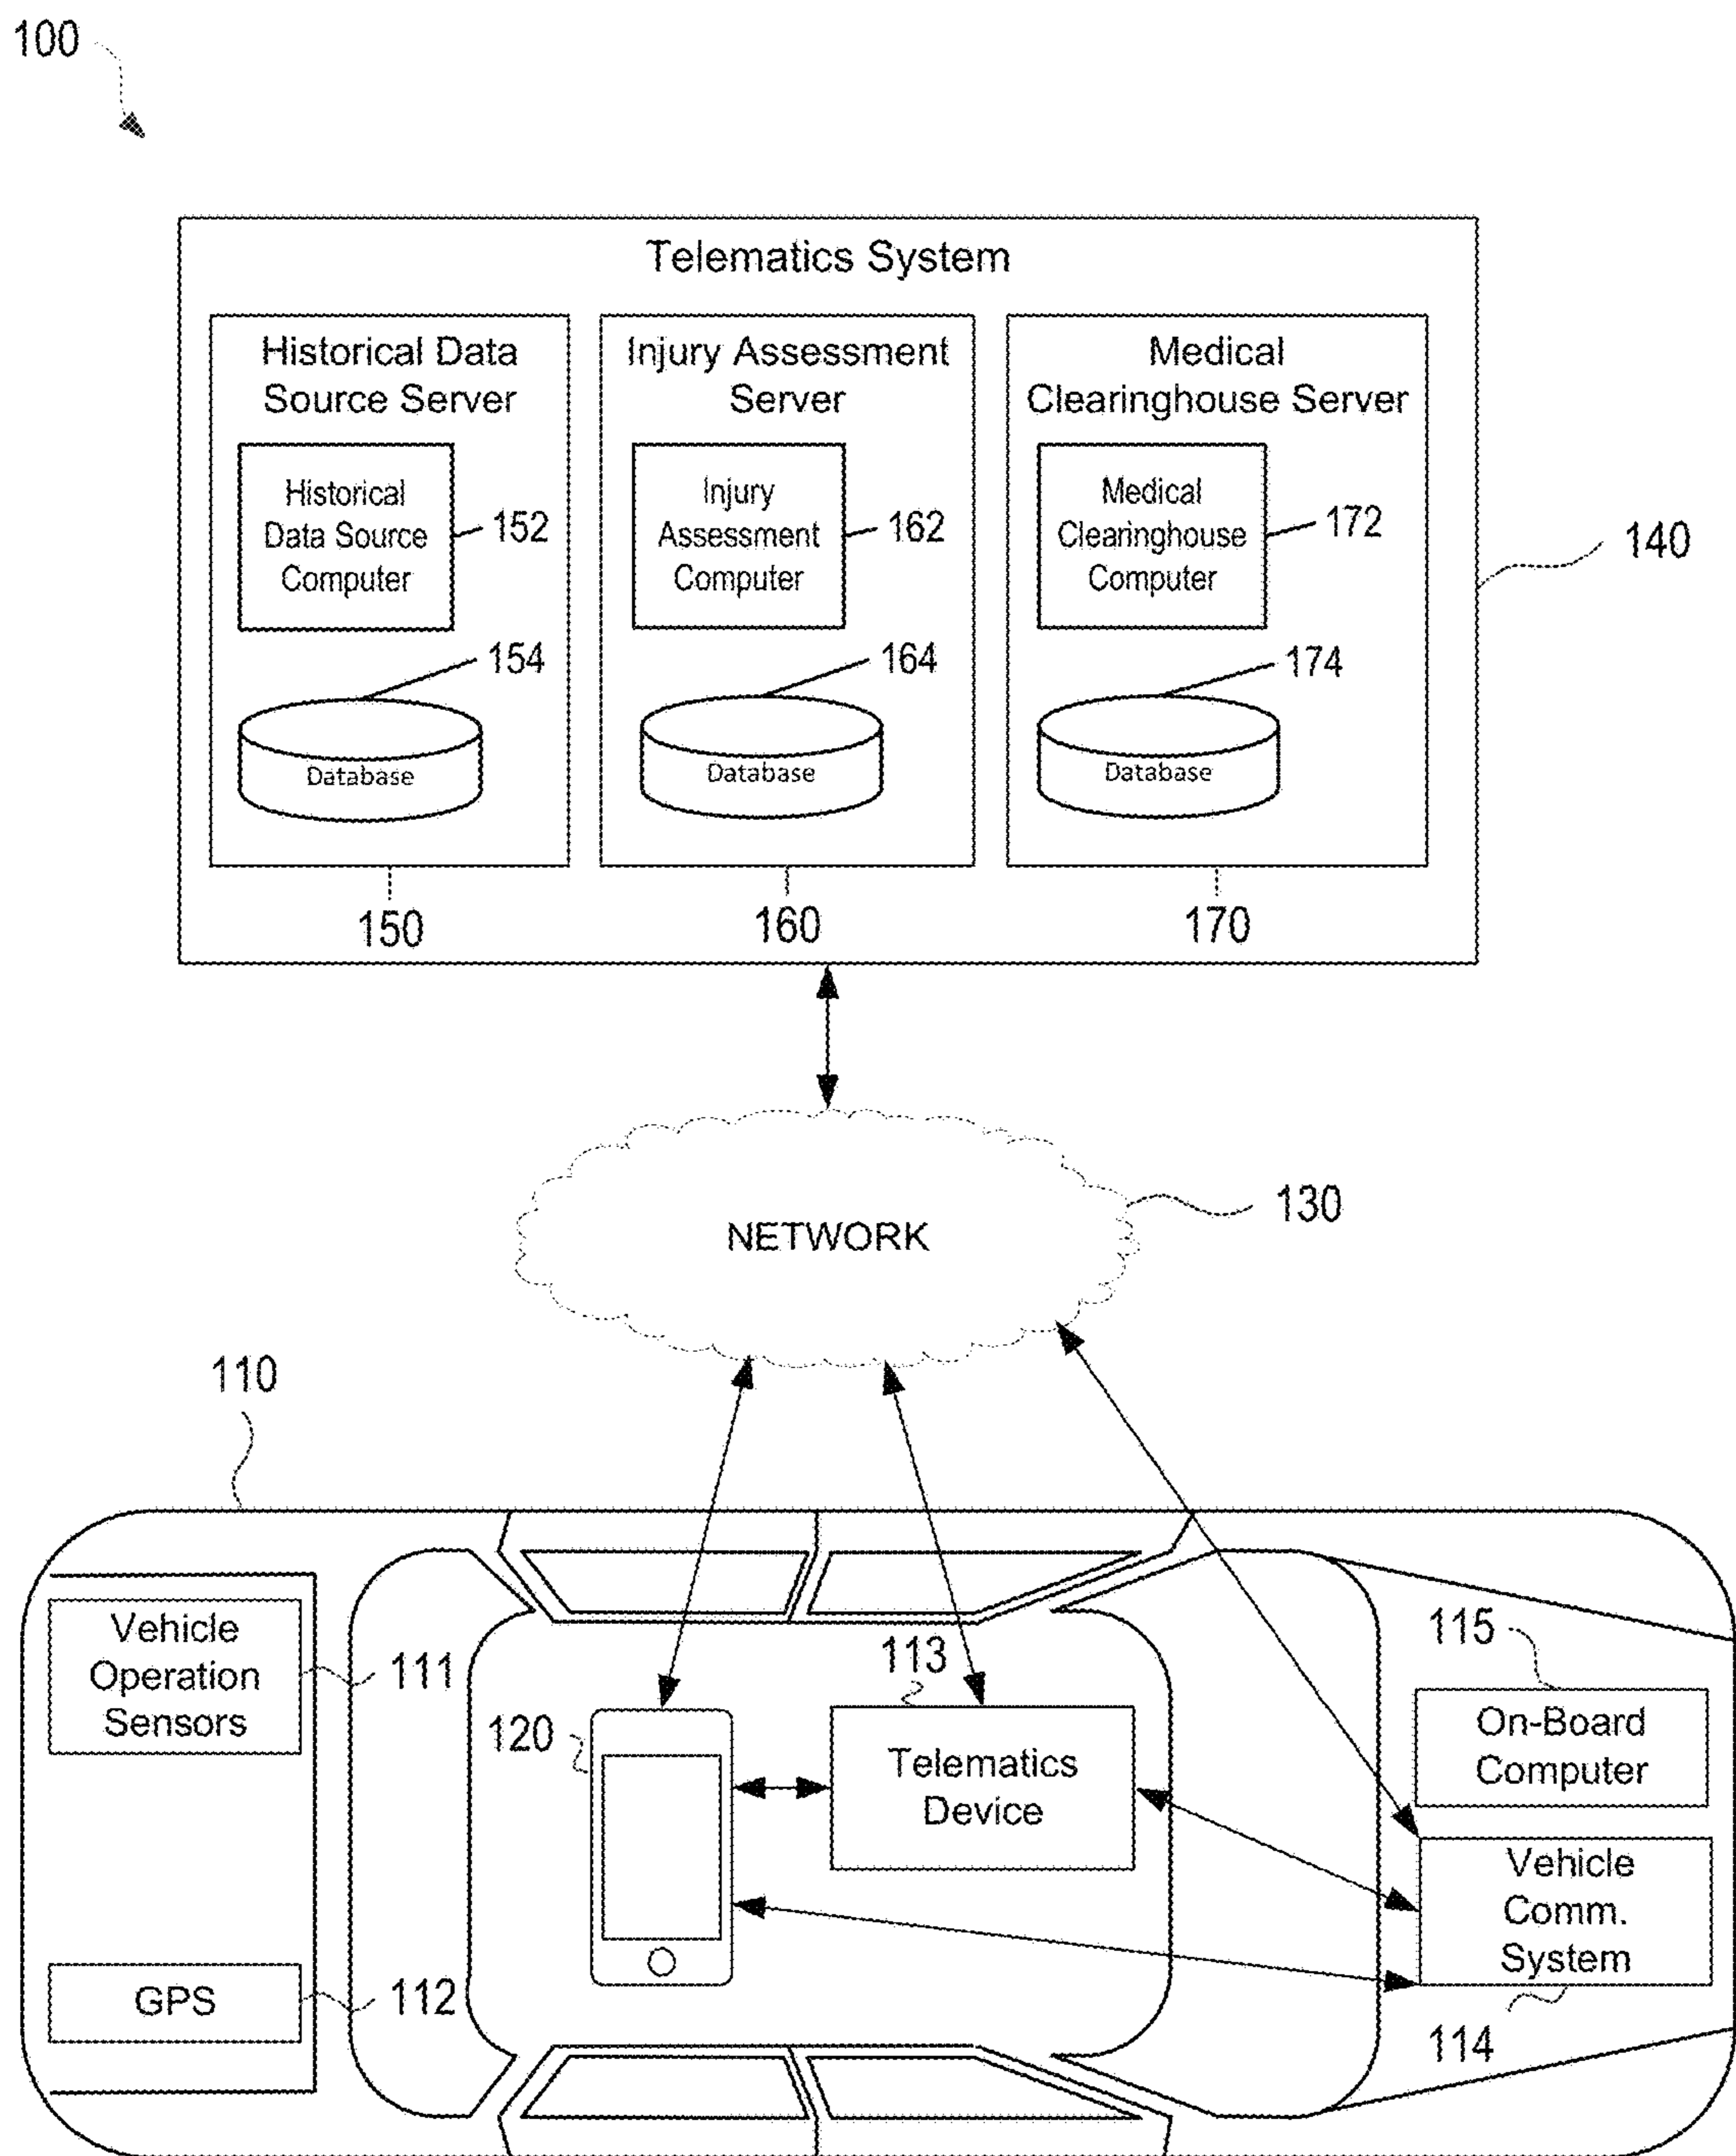 100
Telematics System
Historical Data
Source Server
Historical
Data Source
Computer
152
154
Database
150
Injury Assessment
Server
Injury
Assessment
Computer
162
164
Database
160
Medical
Clearinghouse Server
Medical
Clearinghouse
Computer
172
174
Database
170
140
NETWORK
130
110
Vehicle
Operation
Sensors
111
GPS
112
120
113
Telematics
Device
115
On-Board
Computer
Vehicle
Comm.
System
114